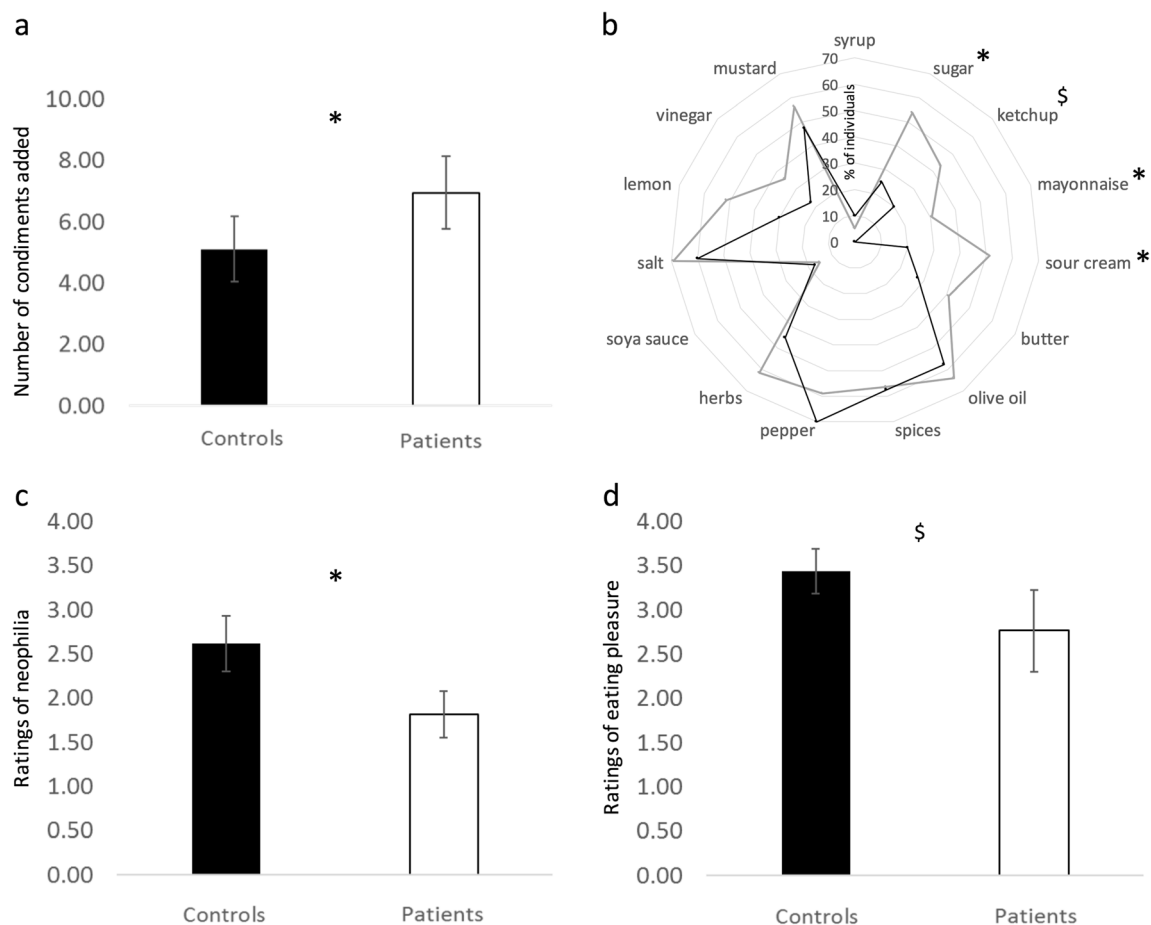 a
Number of condiments added
10.00
8.00
6.00
4.00
2.00
0.00
*
Controls
Patients
b
syrup
sugar *
ketchup $
mayonnaise *
sour cream *
butter
olive oil
spices
pepper
herbs
soya sauce
salt
lemon
vinegar
mustard
70
60
50
40
30
20
10
0
% of individuals
c
Ratings of neophilia
4.00
3.50
3.00
2.50
2.00
1.50
1.00
0.50
0.00
*
Controls
Patients
d
Ratings of eating pleasure
4.00
3.50
3.00
2.50
2.00
1.50
1.00
0.50
0.00
$
Controls
Patients